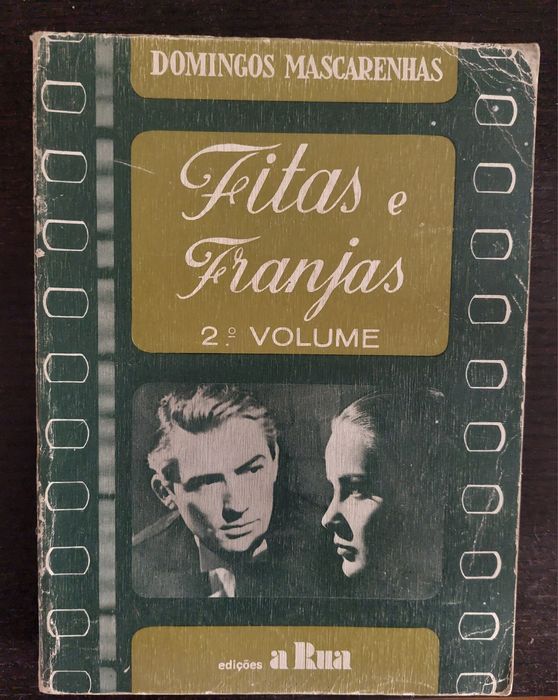 DOMINGOS MASCARENHAS
Fitas e
Franjas
2.º VOLUME
edições a Rua